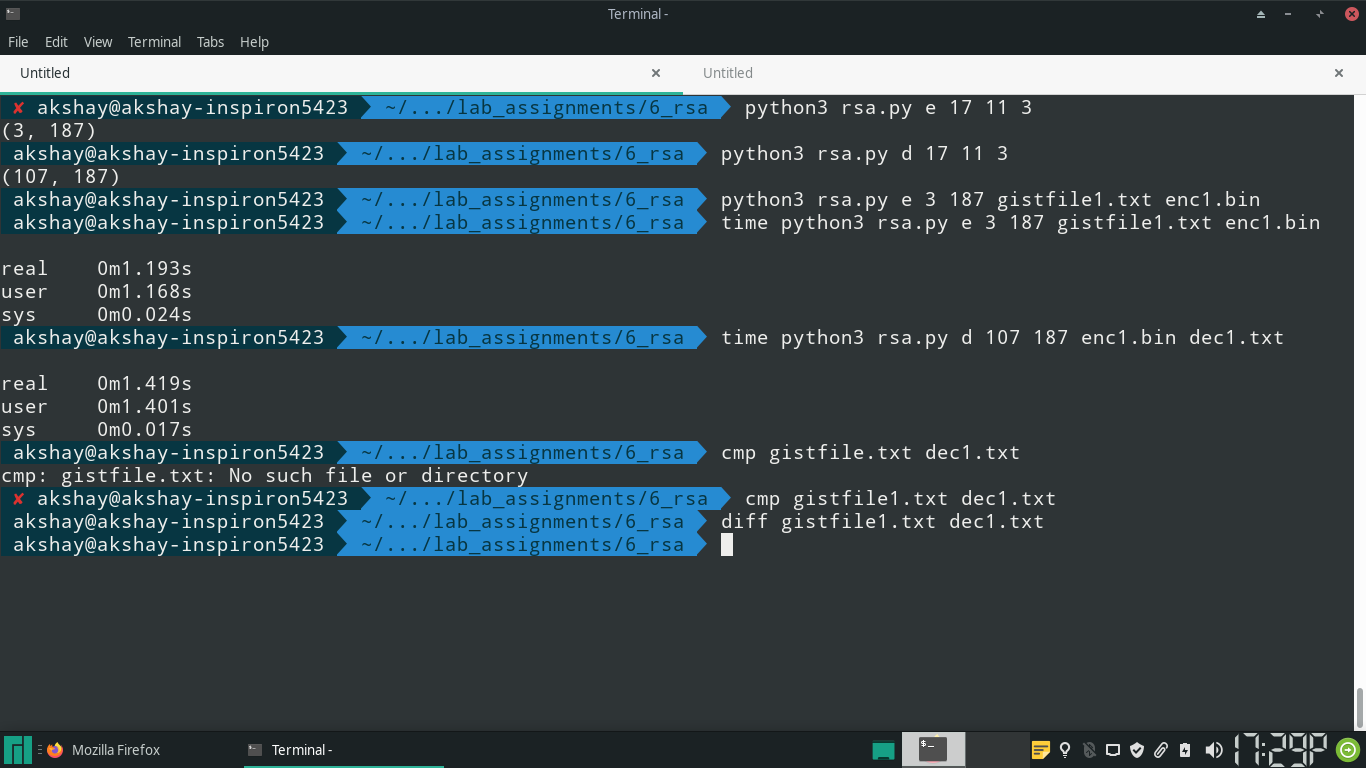 Terminal -
File Edit View Terminal Tabs Help
Untitled
Untitled
✘ akshay@akshay-inspiron5423 ~/.../lab_assignments/6_rsa python3 rsa.py e 17 11 3
(3, 187)
akshay@akshay-inspiron5423 ~/.../lab_assignments/6_rsa python3 rsa.py d 17 11 3
(107, 187)
akshay@akshay-inspiron5423 ~/.../lab_assignments/6_rsa python3 rsa.py e 3 187 gistfile1.txt enc1.bin
akshay@akshay-inspiron5423 ~/.../lab_assignments/6_rsa time python3 rsa.py e 3 187 gistfile1.txt enc1.bin
real 0m1.193s
user 0m1.168s
sys 0m0.024s
akshay@akshay-inspiron5423 ~/.../lab_assignments/6_rsa time python3 rsa.py d 107 187 enc1.bin dec1.txt
real 0m1.419s
user 0m1.401s
sys 0m0.017s
akshay@akshay-inspiron5423 ~/.../lab_assignments/6_rsa cmp gistfile.txt dec1.txt
cmp: gistfile.txt: No such file or directory
✘ akshay@akshay-inspiron5423 ~/.../lab_assignments/6_rsa cmp gistfile1.txt dec1.txt
akshay@akshay-inspiron5423 ~/.../lab_assignments/6_rsa diff gistfile1.txt dec1.txt
akshay@akshay-inspiron5423 ~/.../lab_assignments/6_rsa
Mozilla Firefox
Terminal -
$-
17:29P